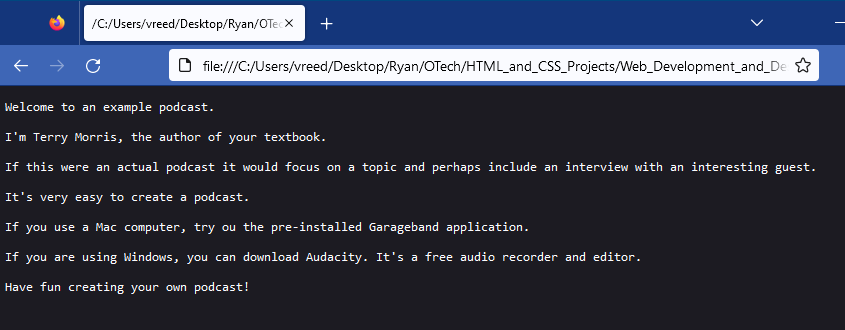 /C:/Users/vreed/Desktop/Ryan/OTec
file:///C:/Users/vreed/Desktop/Ryan/OTech/HTML_and_CSS_Projects/Web_Development_and_De
Welcome to an example podcast.
I'm Terry Morris, the author of your textbook.
If this were an actual podcast it would focus on a topic and perhaps include an interview with an interesting guest.
It's very easy to create a podcast.
If you use a Mac computer, try ou the pre-installed Garageband application.
If you are using Windows, you can download Audacity. It's a free audio recorder and editor.
Have fun creating your own podcast!